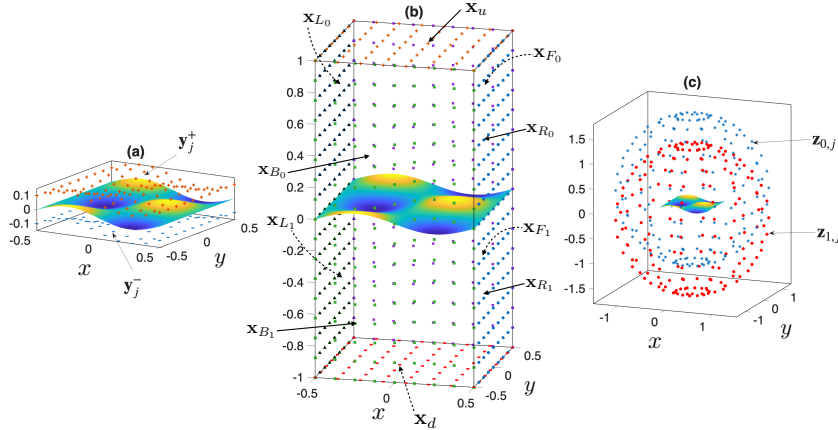 (a)
y_j^+
0.1
0
-0.1
-0.5
0
0.5
x
-0.5
0
0.5
y
y_j^-
(b)
x_{L_0}
x_u
x_{F_0}
x_{R_0}
x_{B_0}
x_{L_1}
x_{F_1}
x_{R_1}
x_{B_1}
x_d
1
0.8
0.6
0.4
0.2
0
-0.2
-0.4
-0.6
-0.8
-1
-0.5
0
0.5
x
-0.5
0
0.5
y
(c)
z_{0,j}
z_{1,j}
1.5
1
0.5
0
-0.5
-1
-1.5
-1
0
1
x
-1
0
1
y